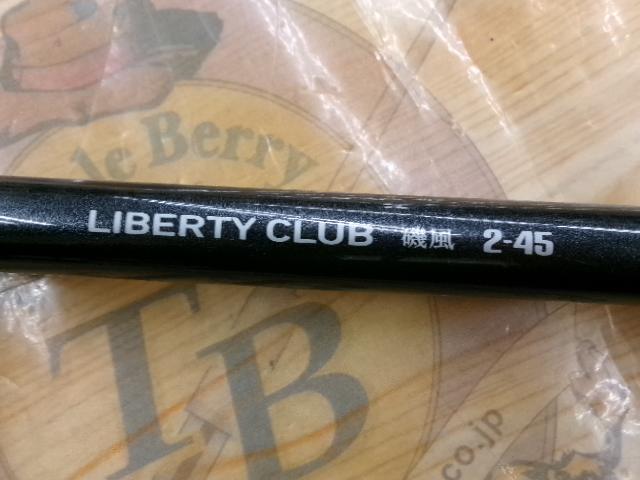 le Berry
LIBERTY CLUB 磯風 2-45
TB
co.jp